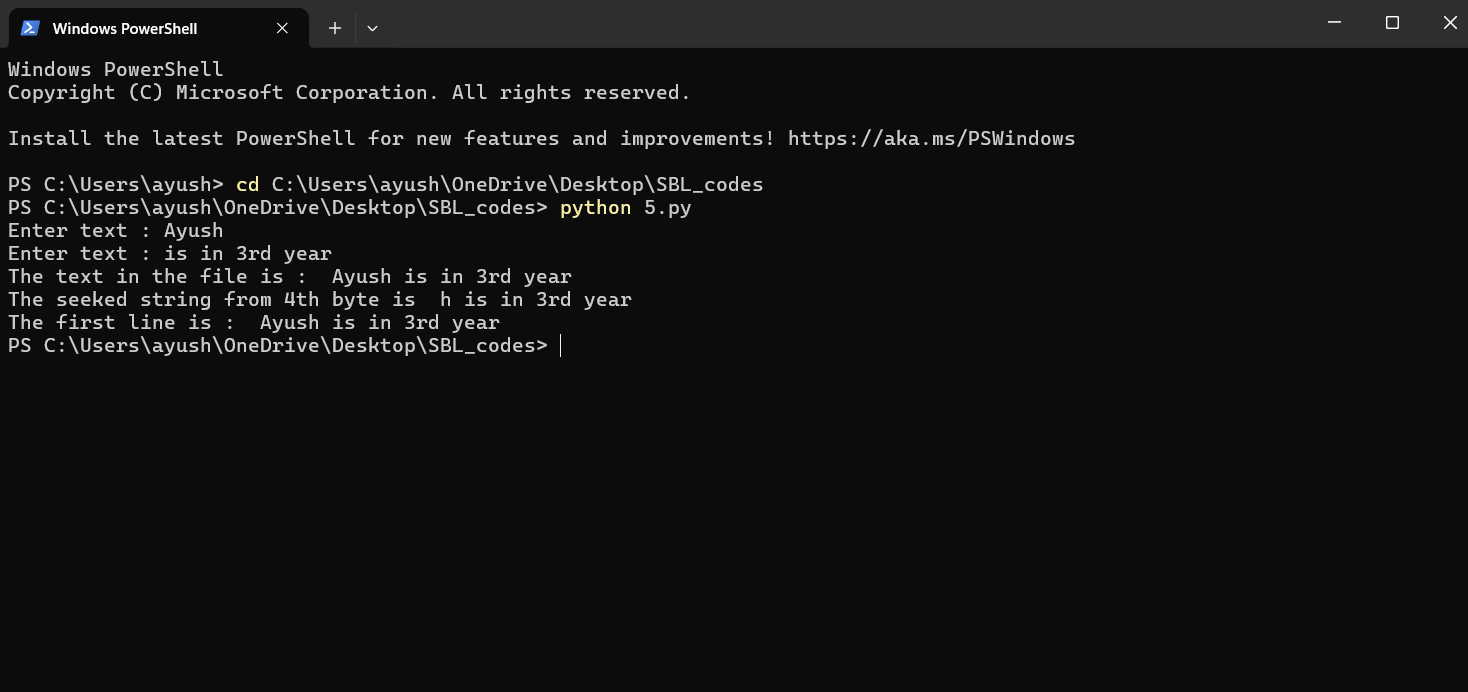 Windows PowerShell
Windows PowerShell
Copyright (C) Microsoft Corporation. All rights reserved.
Install the latest PowerShell for new features and improvements! https://aka.ms/PSWindows
PS C:\Users\ayush> cd C:\Users\ayush\OneDrive\Desktop\SBL_codes
PS C:\Users\ayush\OneDrive\Desktop\SBL_codes> python 5.py
Enter text : Ayush
Enter text : is in 3rd year
The text in the file is :  Ayush is in 3rd year
The seeked string from 4th byte is  h is in 3rd year
The first line is :  Ayush is in 3rd year
PS C:\Users\ayush\OneDrive\Desktop\SBL_codes>